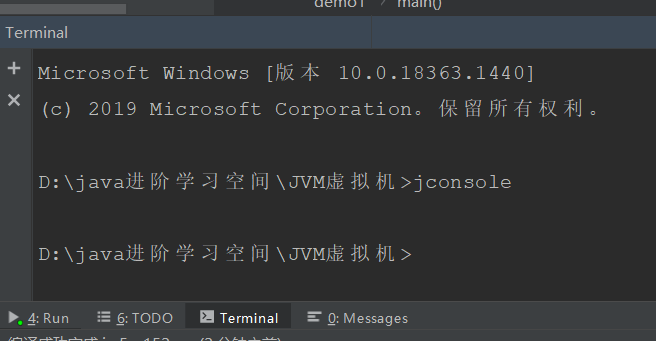 demo1 > main()
Terminal
Microsoft Windows [版本 10.0.18363.1440]
(c) 2019 Microsoft Corporation。保留所有权利。
D:\java进阶学习空间\JVM虚拟机>jconsole
D:\java进阶学习空间\JVM虚拟机>
4: Run 6: TODO Terminal 0: Messages